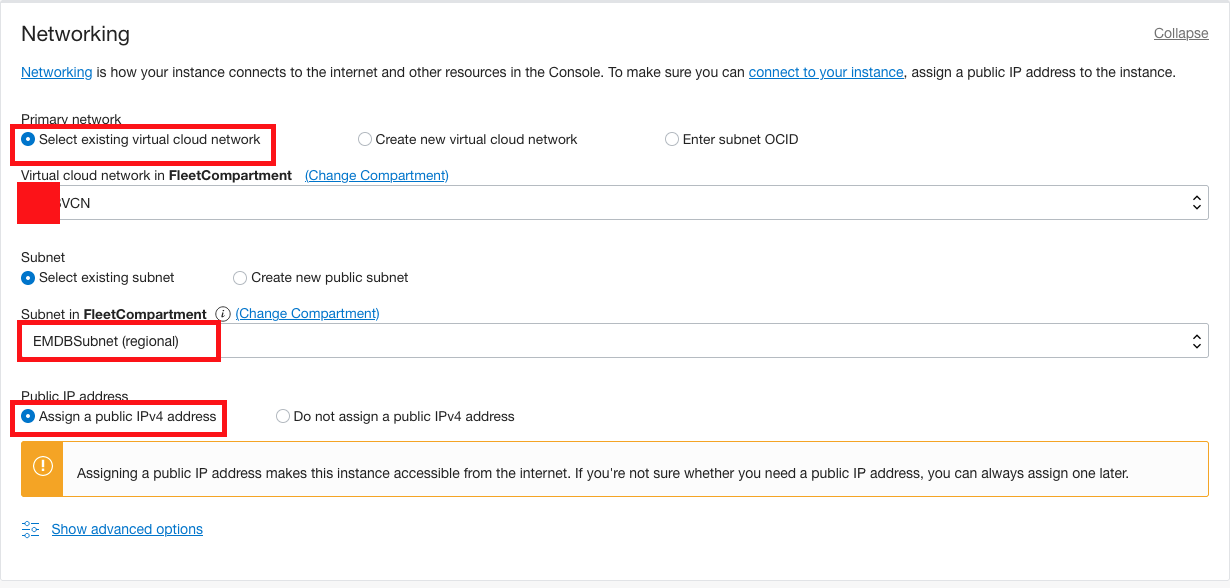 Networking
Collapse
Networking is how your instance connects to the internet and other resources in the Console. To make sure you can connect to your instance, assign a public IP address to the instance.
Primary network
Select existing virtual cloud network
Create new virtual cloud network
Enter subnet OCID
Virtual cloud network in FleetCompartment (Change Compartment)
VCN
Subnet
Select existing subnet
Create new public subnet
Subnet in FleetCompartment i (Change Compartment)
EMDBSubnet (regional)
Public IP address
Assign a public IPv4 address
Do not assign a public IPv4 address
Assigning a public IP address makes this instance accessible from the internet. If you're not sure whether you need a public IP address, you can always assign one later.
Show advanced options